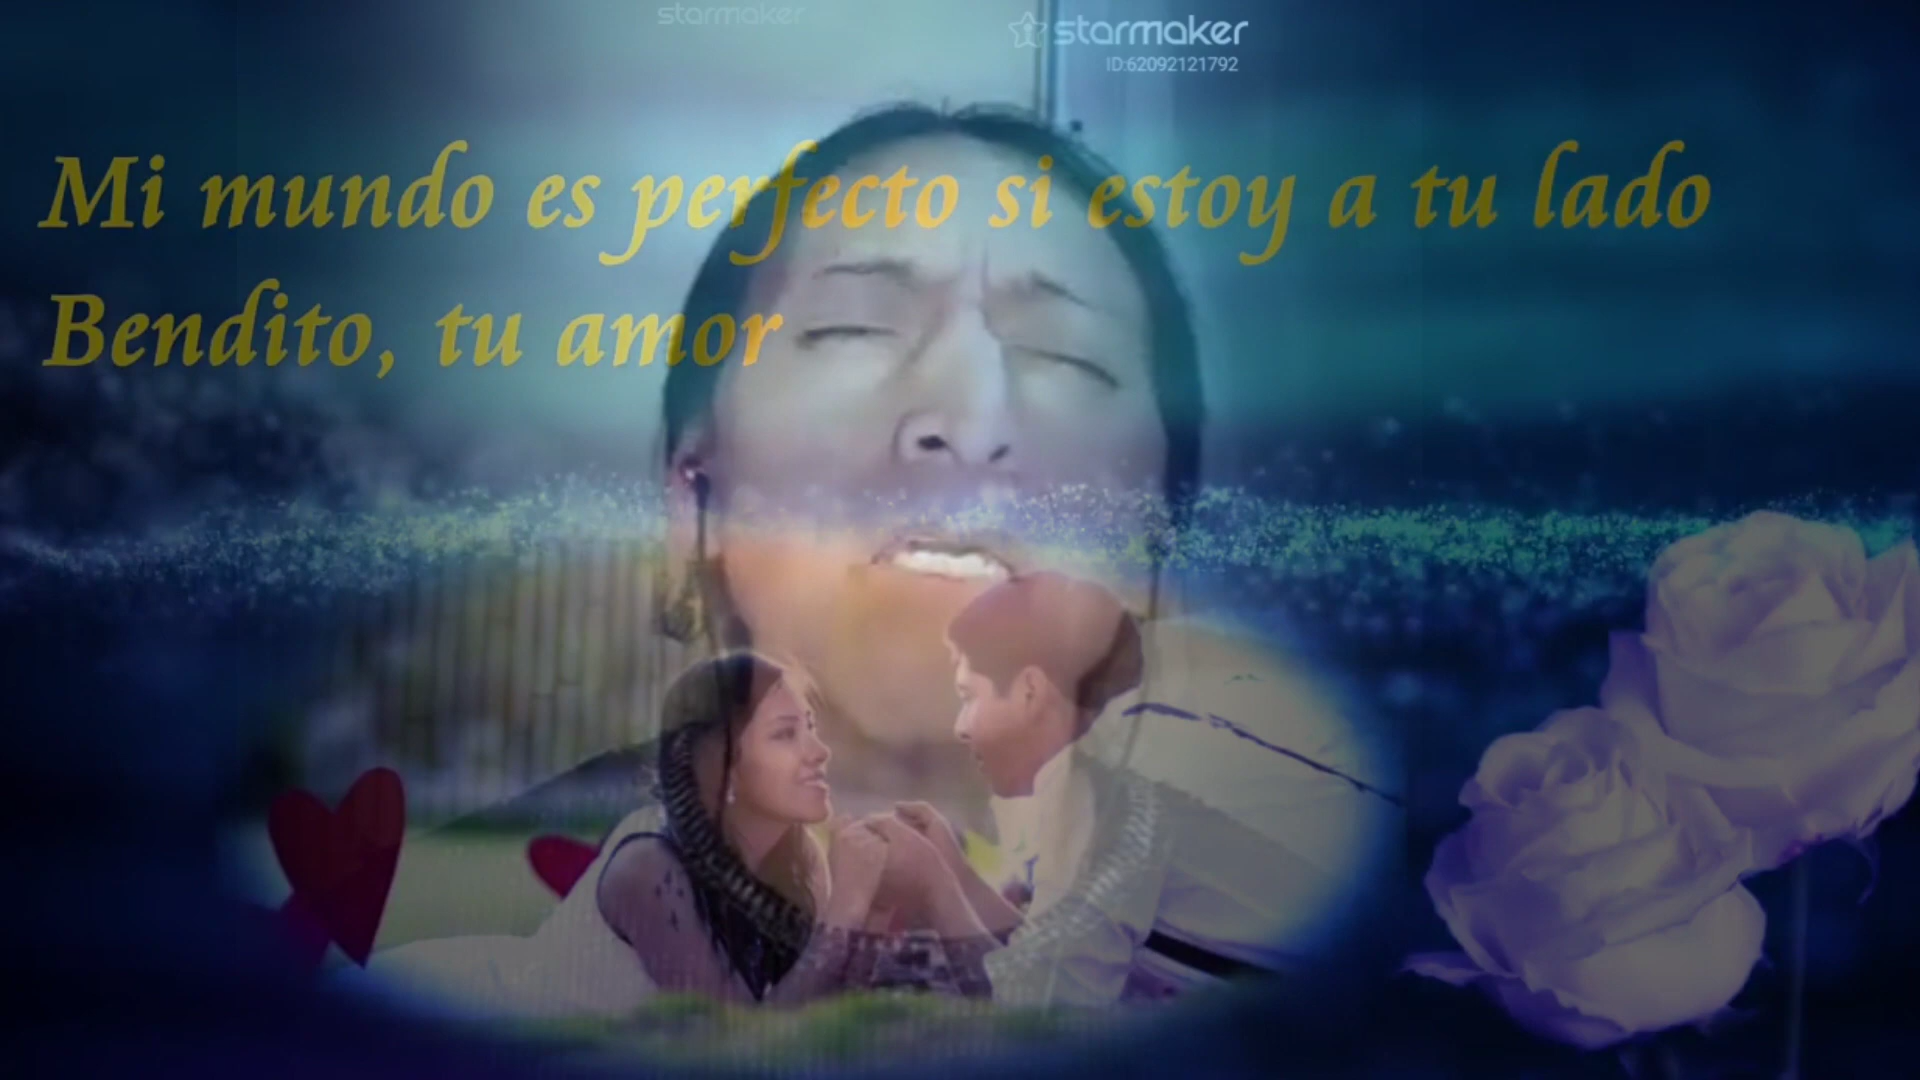 starmaker
starmaker
ID:62092121792
Mi mundo es perfecto si estoy a tu lado
Bendito, tu amor